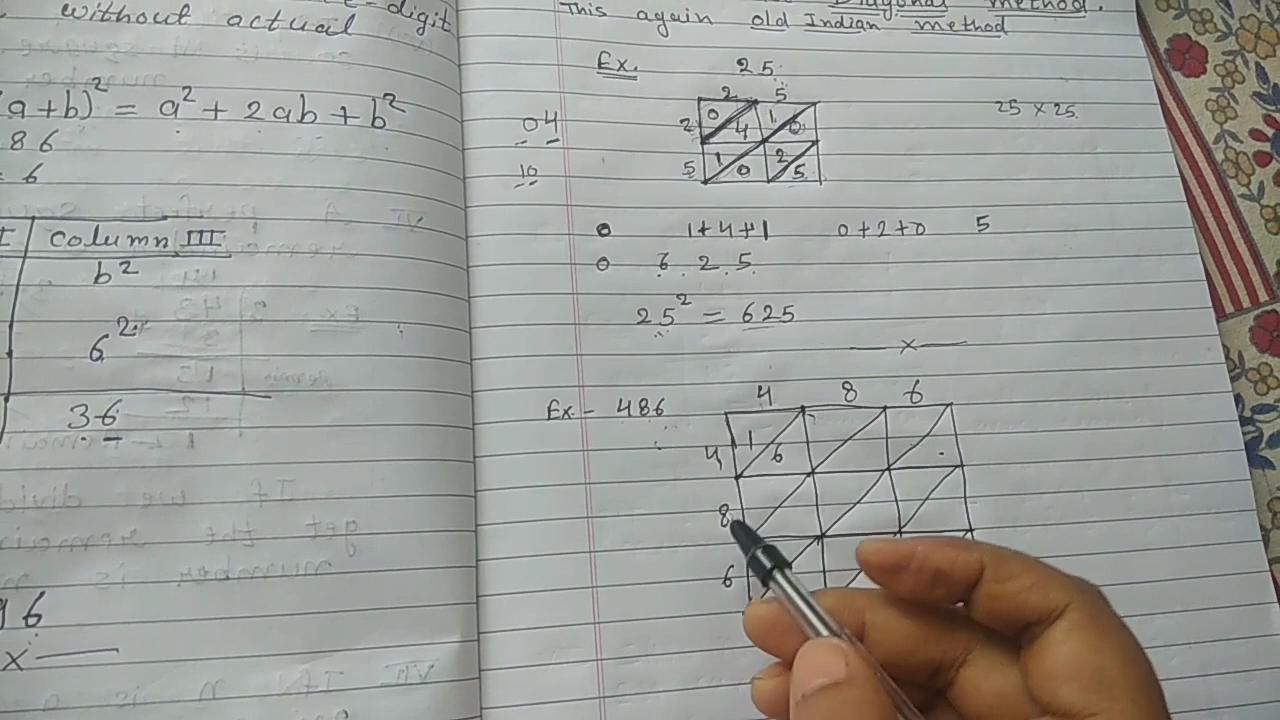 -digit
without actual
(a+b)² = a² + 2ab + b²
86
= 6
I Column III
b²
6²
36
96
x
Diagonal method.
This again old Indian method
Ex. 25
25 × 25
2 5
04
2 0 4 1 0
10
5 1 0 2 5
0 1+4+1 0+2+0 5
0 6 2 5
25² = 625
x
Ex - 486
4 8 6
4 1 6
8
6